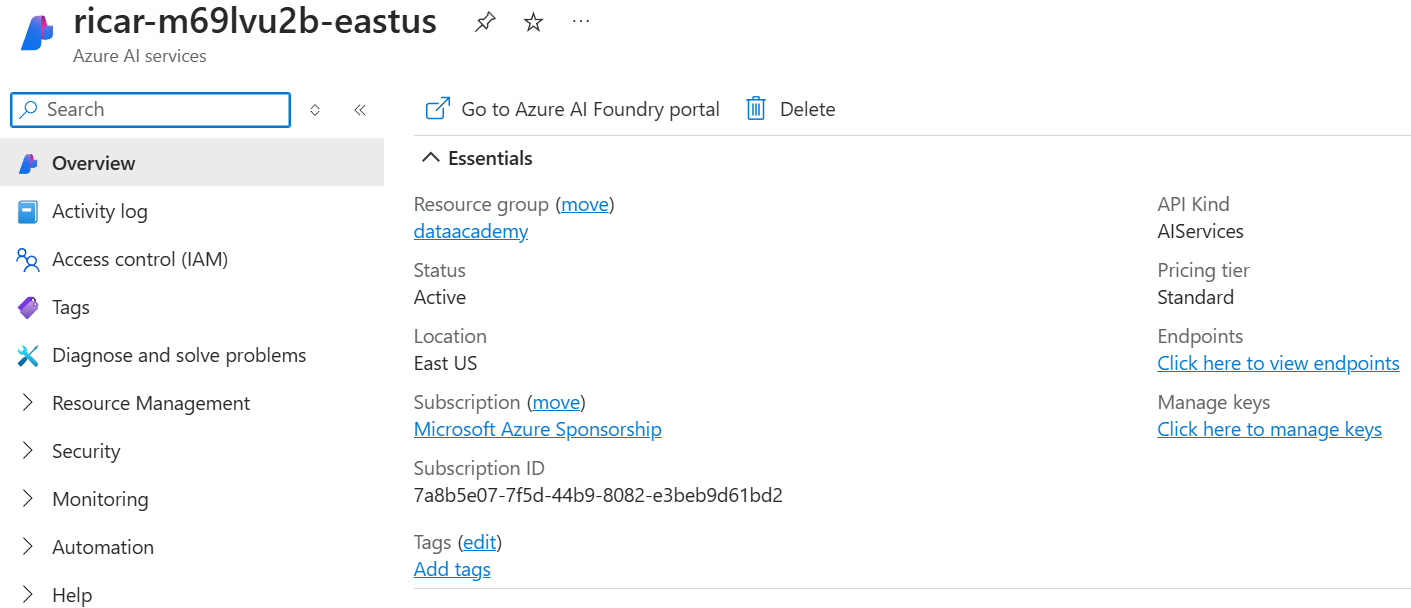 ricar-m69lvu2b-eastus
Azure AI services
Search
Overview
Activity log
Access control (IAM)
Tags
Diagnose and solve problems
Resource Management
Security
Monitoring
Automation
Help
Go to Azure AI Foundry portal
Delete
Essentials
Resource group (move)
dataacademy
Status
Active
Location
East US
Subscription (move)
Microsoft Azure Sponsorship
Subscription ID
7a8b5e07-7f5d-44b9-8082-e3beb9d61bd2
Tags (edit)
Add tags
API Kind
AIServices
Pricing tier
Standard
Endpoints
Click here to view endpoints
Manage keys
Click here to manage keys